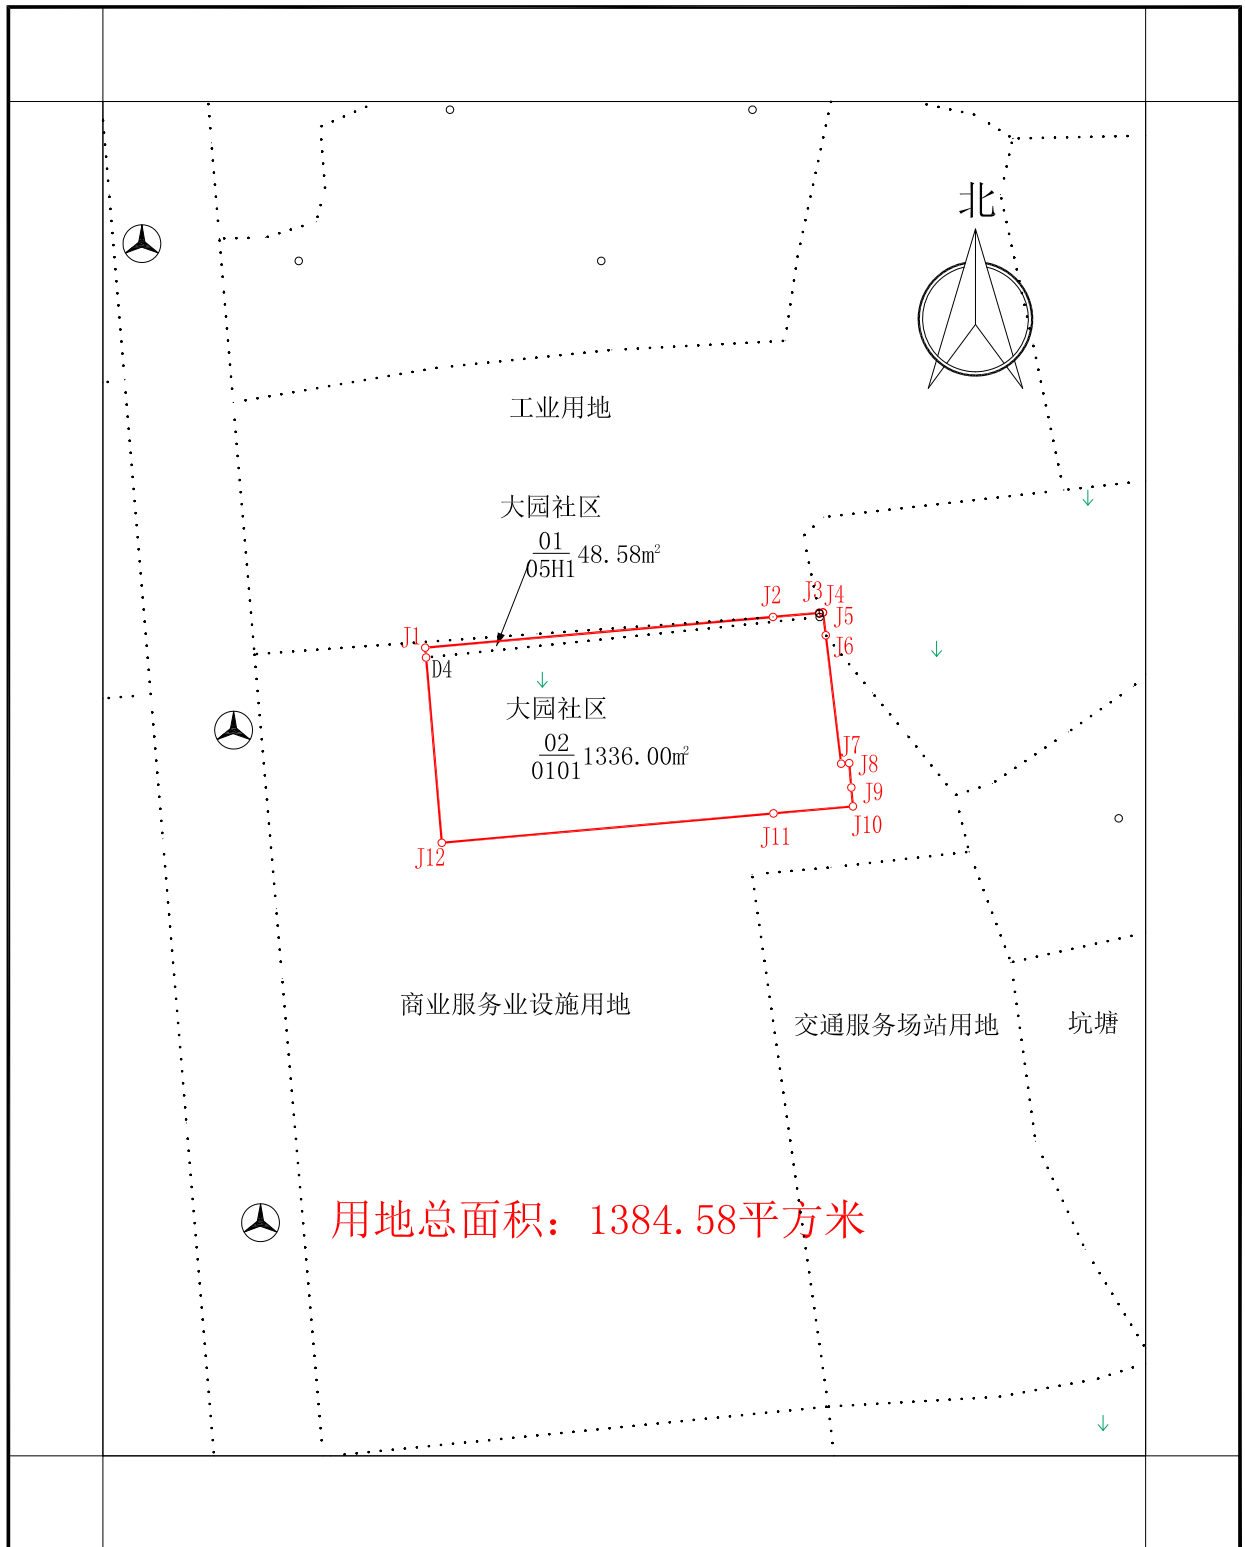 北
工业用地
大园社区
01
05H1
48.58m²
J1
J2
J3
J4
J5
J6
D4
大园社区
02
0101
1336.00m²
J7
J8
J9
J10
J11
J12
商业服务业设施用地
交通服务场站用地
坑塘
用地总面积：1384.58平方米